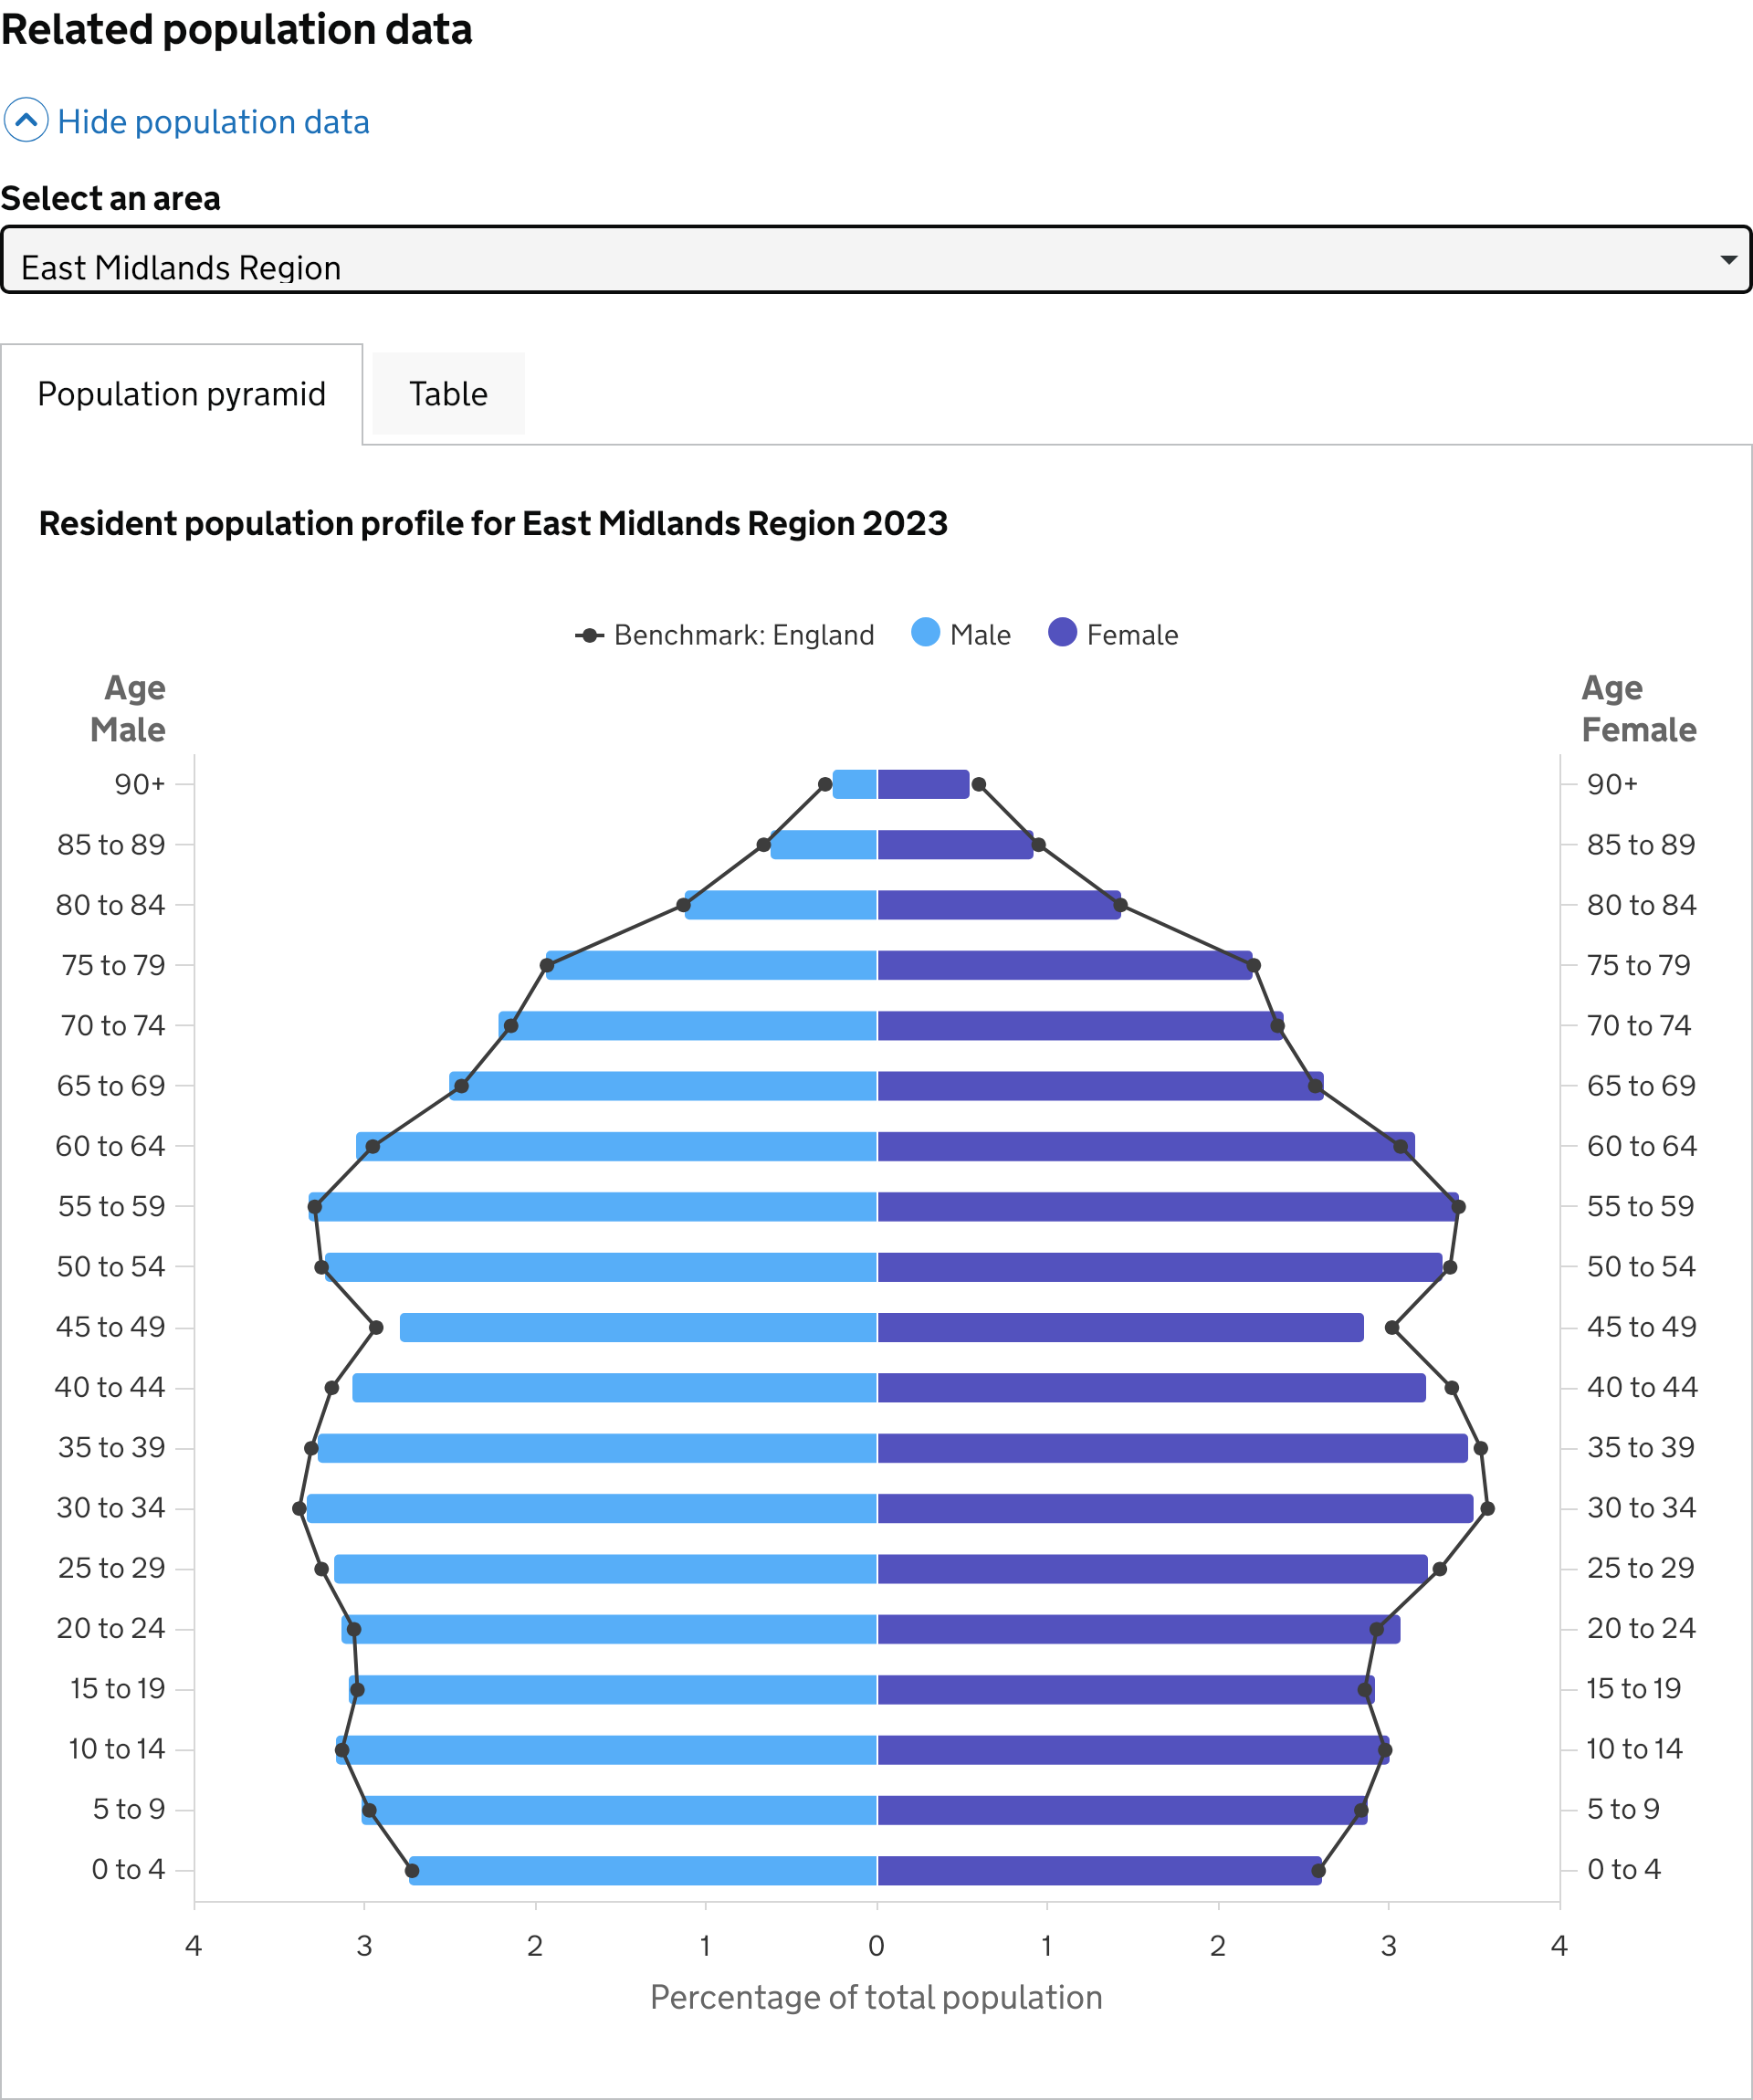 Related population data
Hide population data
Select an area
East Midlands Region
Population pyramid Table
Resident population profile for East Midlands Region 2023
Benchmark: England Male Female
Age Male Age Female
90+ 90+
85 to 89 85 to 89
80 to 84 80 to 84
75 to 79 75 to 79
70 to 74 70 to 74
65 to 69 65 to 69
60 to 64 60 to 64
55 to 59 55 to 59
50 to 54 50 to 54
45 to 49 45 to 49
40 to 44 40 to 44
35 to 39 35 to 39
30 to 34 30 to 34
25 to 29 25 to 29
20 to 24 20 to 24
15 to 19 15 to 19
10 to 14 10 to 14
5 to 9 5 to 9
0 to 4 0 to 4
4 3 2 1 0 1 2 3 4
Percentage of total population